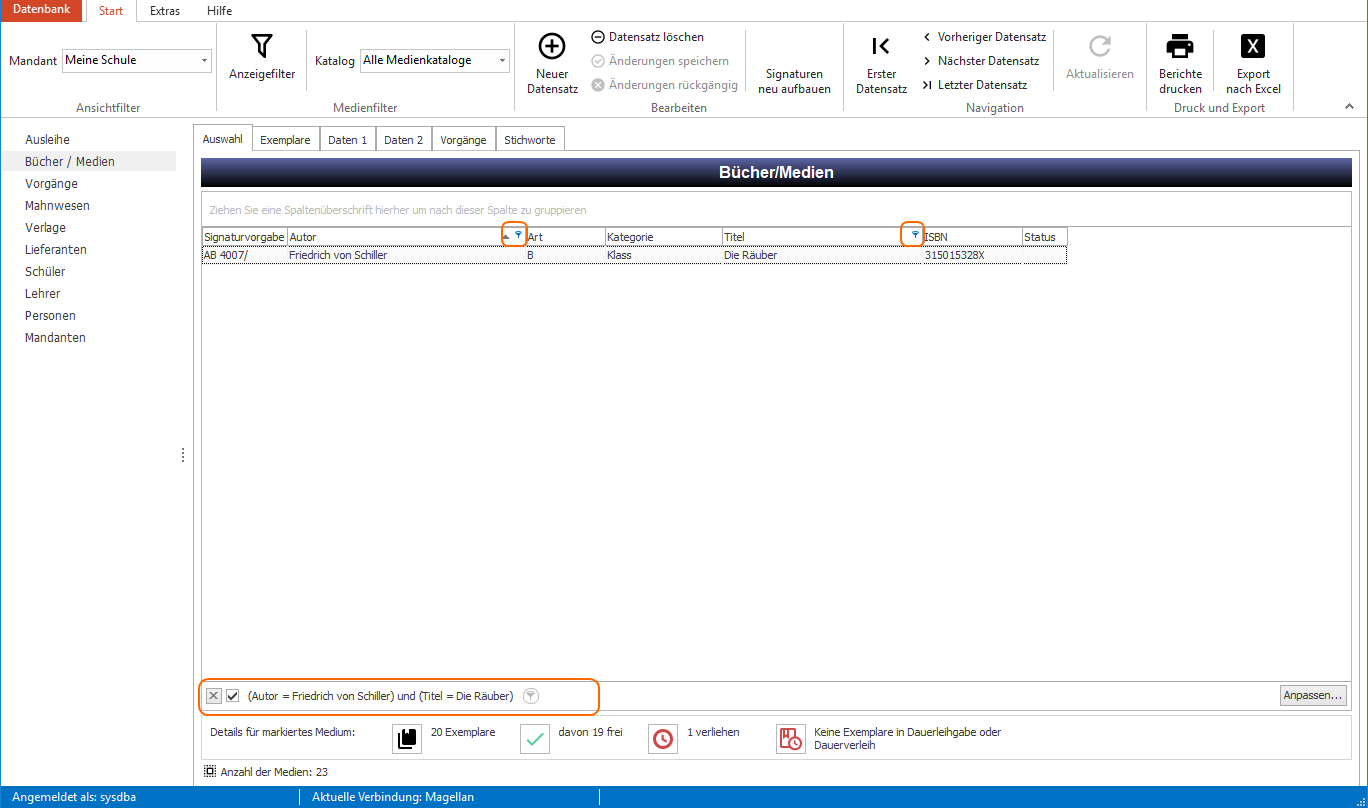 Datenbank Start Extras Hilfe
Mandant Meine Schule
Ansichtfilter
Anzeigefilter
Katalog Alle Medienkataloge
Medienfilter
Neuer
Datensatz
Datensatz löschen
Änderungen speichern
Änderungen rückgängig
Signaturen
neu aufbauen
Bearbeiten
Erster
Datensatz
Vorheriger Datensatz
Nächster Datensatz
Letzter Datensatz
Navigation
Aktualisieren
Berichte
drucken
Export
nach Excel
Druck und Export
Ausleihe
Bücher / Medien
Vorgänge
Mahnwesen
Verlage
Lieferanten
Schüler
Lehrer
Personen
Mandanten
Auswahl Exemplare Daten 1 Daten 2 Vorgänge Stichworte
Bücher/Medien
Ziehen Sie eine Spaltenüberschrift hierher um nach dieser Spalte zu gruppieren
Signaturvorgabe Autor Art Kategorie Titel ISBN Status
AB 4007/ Friedrich von Schiller B Klass Die Räuber 315015328X
(Autor = Friedrich von Schiller) und (Titel = Die Räuber) Anpassen...
Details für markiertes Medium: 20 Exemplare davon 19 frei 1 verliehen Keine Exemplare in Dauerleihgabe oder
Dauerverleih
Anzahl der Medien: 23
Angemeldet als: sysdba Aktuelle Verbindung: Magellan